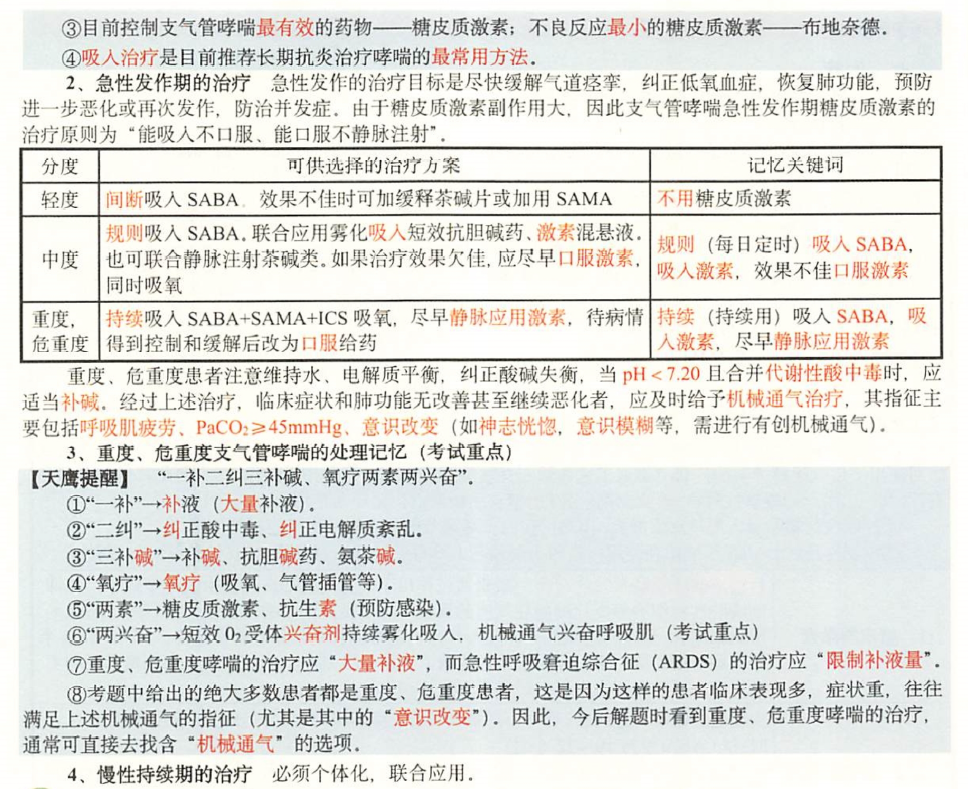 ③目前控制支气管哮喘最有效的药物——糖皮质激素；不良反应最小的糖皮质激素——布地奈德。
④吸入治疗是目前推荐长期抗炎治疗哮喘的最常用方法。
2、急性发作期的治疗　急性发作的治疗目标是尽快缓解气道痉挛，纠正低氧血症，恢复肺功能，预防
进一步恶化或再次发作，防治并发症。由于糖皮质激素副作用大，因此支气管哮喘急性发作期糖皮质激素的
治疗原则为“能吸入不口服、能口服不静脉注射”。
分度　可供选择的治疗方案　记忆关键词
轻度　间断吸入 SABA．效果不佳时可加缓释茶碱片或加用 SAMA　不用糖皮质激素
中度　规则吸入 SABA。联合应用雾化吸入短效抗胆碱药、激素混悬液。
也可联合静脉注射茶碱类。如果治疗效果欠佳，应尽早口服激素，
同时吸氧
规则（每日定时）吸入 SABA，
吸入激素，效果不佳口服激素
重度，
危重度
持续吸入 SABA+SAMA+ICS 吸氧，尽早静脉应用激素，待病情
得到控制和缓解后改为口服给药
持续（持续用）吸入 SABA，吸
入激素，尽早静脉应用激素
重度、危重度患者注意维持水、电解质平衡，纠正酸碱失衡，当 pH＜7.20 且合并代谢性酸中毒时，应
适当补碱。经过上述治疗，临床症状和肺功能无改善甚至继续恶化者，应及时给予机械通气治疗，其指征主
要包括呼吸肌疲劳、PaCO₂≥45mmHg、意识改变（如神志恍惚，意识模糊等，需进行有创机械通气）。
3、重度、危重度支气管哮喘的处理记忆（考试重点）
【天鹰提醒】　“一补二纠三补碱、氧疗两素两兴奋”。
①“一补”→补液（大量补液）。
②“二纠”→纠正酸中毒、纠正电解质紊乱。
③“三补碱”→补碱、抗胆碱药、氨茶碱。
④“氧疗”→氧疗（吸氧、气管插管等）。
⑤“两素”→糖皮质激素、抗生素（预防感染）。
⑥“两兴奋”→短效 0₂受体兴奋剂持续雾化吸入，机械通气兴奋呼吸肌（考试重点）
⑦重度、危重度哮喘的治疗应“大量补液”，而急性呼吸窘迫综合征（ARDS）的治疗应“限制补液量”。
⑧考题中给出的绝大多数患者都是重度、危重度患者，这是因为这样的患者临床表现多，症状重，往往
满足上述机械通气的指征（尤其是其中的“意识改变”）。因此，今后解题时看到重度、危重度哮喘的治疗，
通常可直接去找含“机械通气”的选项。
4、慢性持续期的治疗　必须个体化，联合应用。